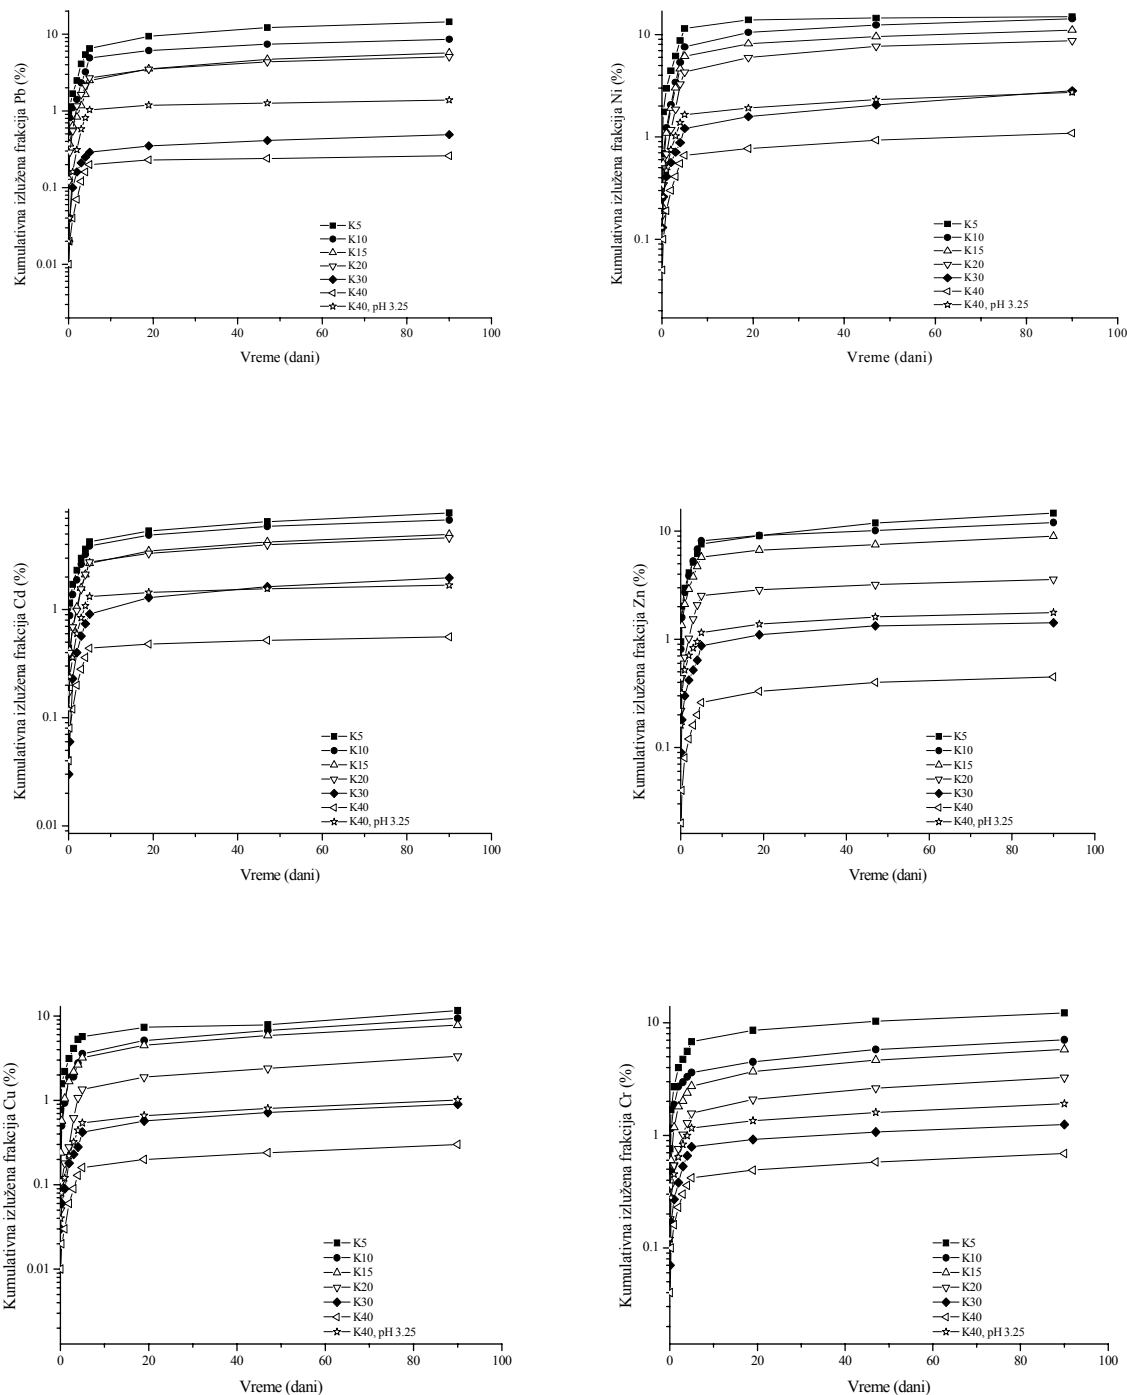 Kumulativna izlužena frakcija Pb (%)
10
1
0.1
0.01
K5
K10
K15
K20
K30
K40
K40, pH 3.25
0
20
40
60
80
100
Vreme (dani)
Kumulativna izlužena frakcija Ni (%)
10
1
0.1
K5
K10
K15
K20
K30
K40
K40, pH 3.25
0
20
40
60
80
100
Vreme (dani)
Kumulativna izlužena frakcija Cd (%)
1
0.1
0.01
K5
K10
K15
K20
K30
K40
K40, pH 3.25
0
20
40
60
80
100
Vreme (dani)
Kumulativna izlužena frakcija Zn (%)
10
1
0.1
K5
K10
K15
K20
K30
K40
K40, pH 3.25
0
20
40
60
80
100
Vreme (dani)
Kumulativna izlužena frakcija Cu (%)
10
1
0.1
0.01
K5
K10
K15
K20
K30
K40
K40, pH 3.25
0
20
40
60
80
100
Vreme (dani)
Kumulativna izlužena frakcija Cr (%)
10
1
0.1
K5
K10
K15
K20
K30
K40
K40, pH 3.25
0
20
40
60
80
100
Vreme (dani)